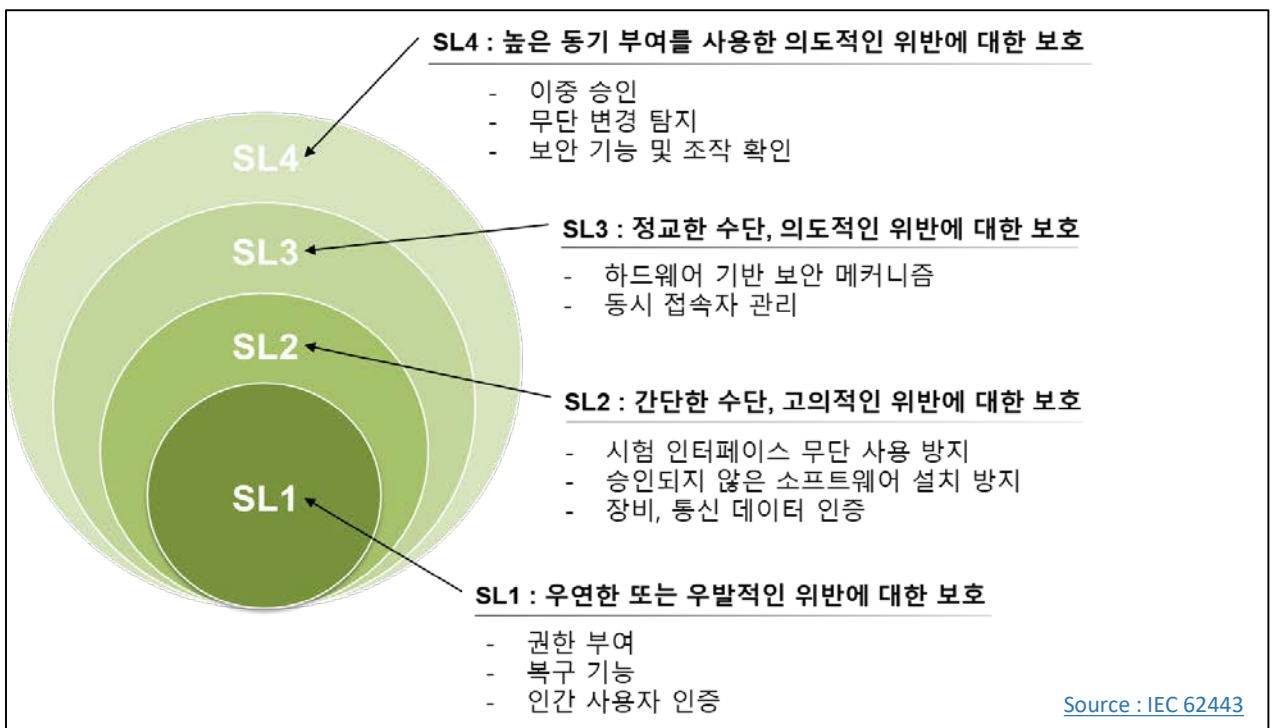 SL4 : 높은 동기 부여를 사용한 의도적인 위반에 대한 보호
- 이중 승인
- 무단 변경 탐지
- 보안 기능 및 조작 확인
SL4
SL3 : 정교한 수단, 의도적인 위반에 대한 보호
- 하드웨어 기반 보안 메커니즘
- 동시 접속자 관리
SL3
SL2 : 간단한 수단, 고의적인 위반에 대한 보호
- 시험 인터페이스 무단 사용 방지
- 승인되지 않은 소프트웨어 설치 방지
- 장비, 통신 데이터 인증
SL2
SL1 : 우연한 또는 우발적인 위반에 대한 보호
- 권한 부여
- 복구 기능
- 인간 사용자 인증
SL1
Source : IEC 62443